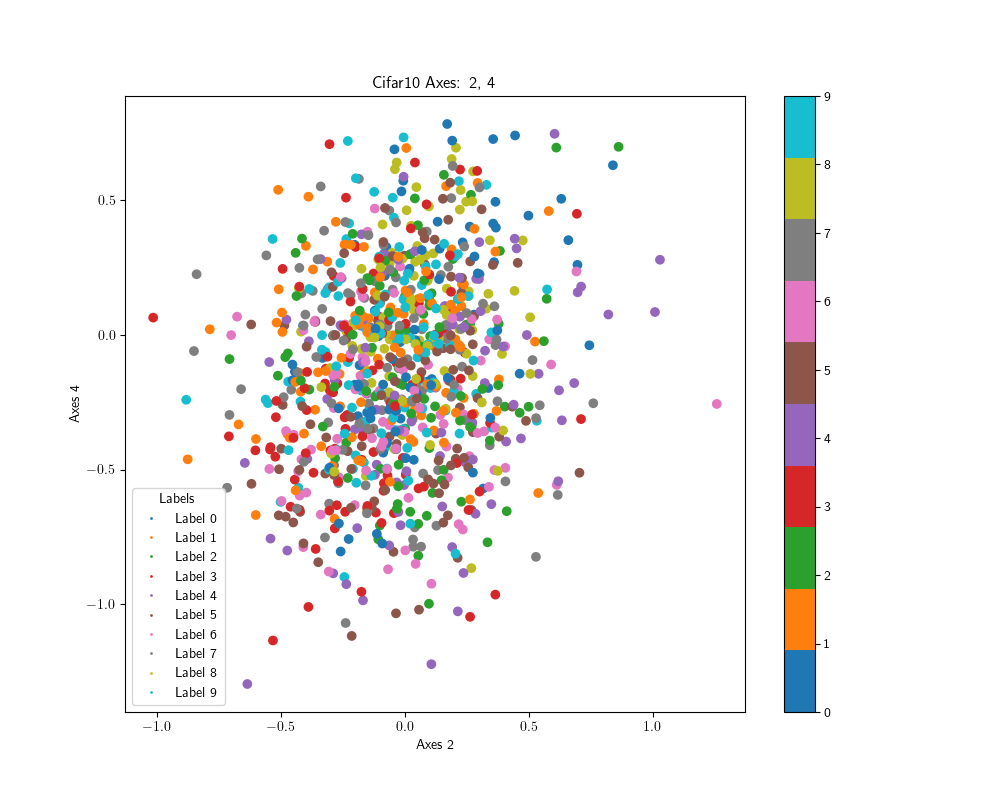 Cifar10 Axes: 2, 4
Axes 4
0.5
0.0
−0.5
−1.0
−1.0
−0.5
0.0
0.5
1.0
Axes 2
Labels
Label 0
Label 1
Label 2
Label 3
Label 4
Label 5
Label 6
Label 7
Label 8
Label 9
9
8
7
6
5
4
3
2
1
0